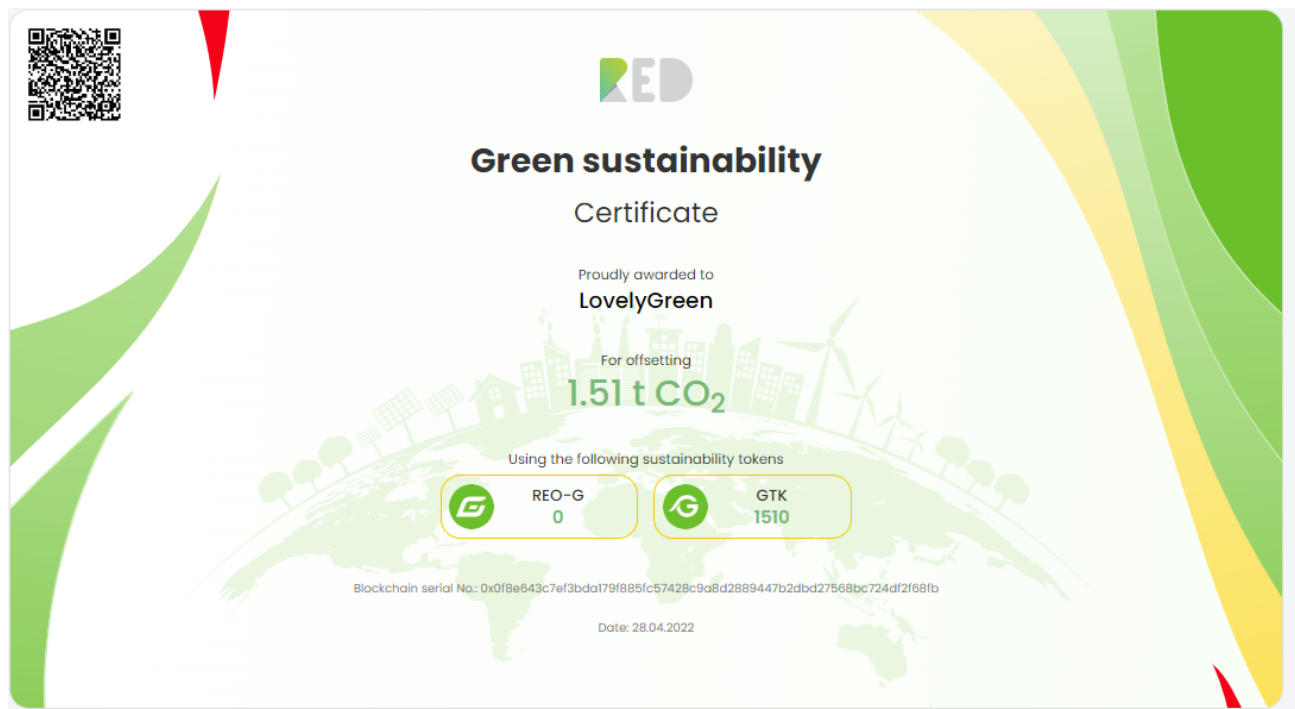 RED
Green sustainability
Certificate
Proudly awarded to
LovelyGreen
For offsetting
1.51 t CO₂
Using the following sustainability tokens
REO-G
0
GTK
1510
Blockchain serial No.: 0x0f8e643c7ef3bda179f885fc57428c9a8d2889447b2dbd27568bc724df2f68fb
Date: 28.04.2022